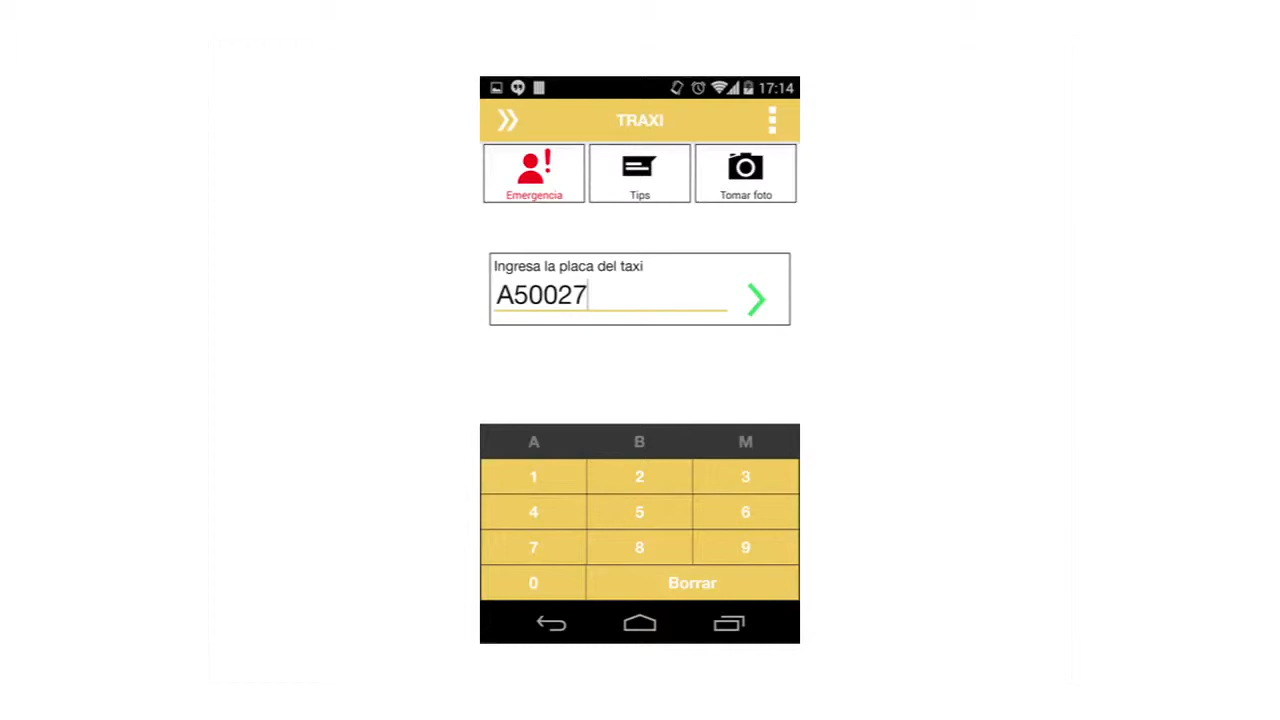 17:14
TRAXI
Emergencia
Tips
Tomar foto
Ingresa la placa del taxi
A50027
A B M
1 2 3
4 5 6
7 8 9
0 Borrar